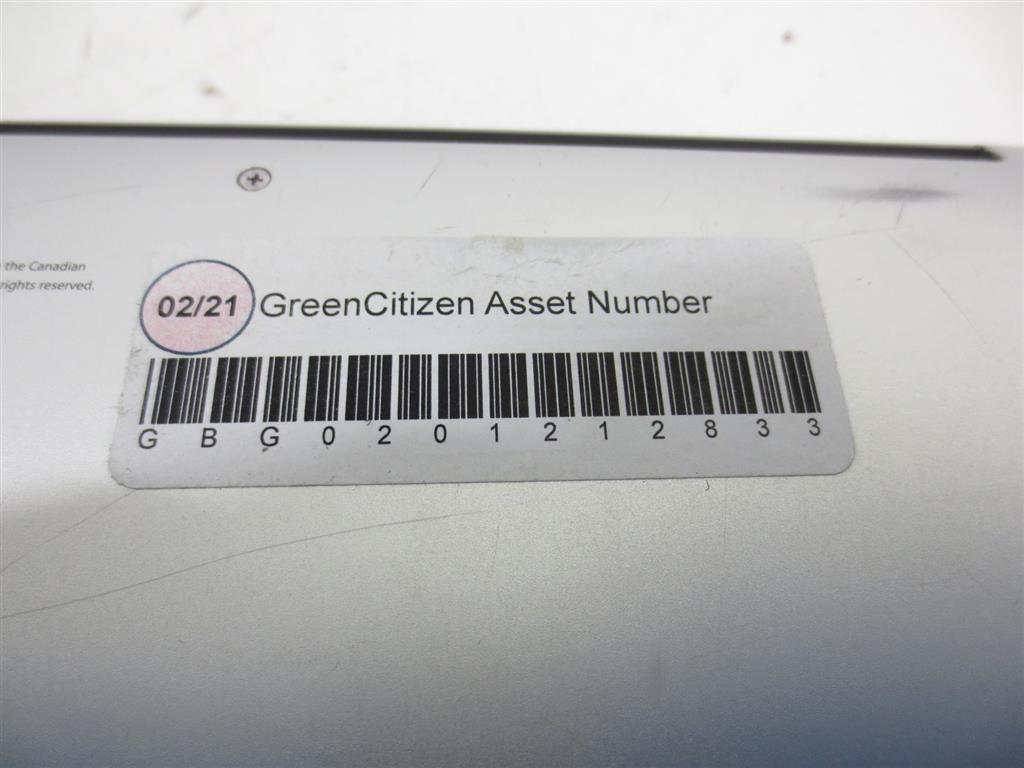 the Canadian
rights reserved.
02/21 GreenCitizen Asset Number
G B G 0 2 0 1 2 1 2 8 3 3